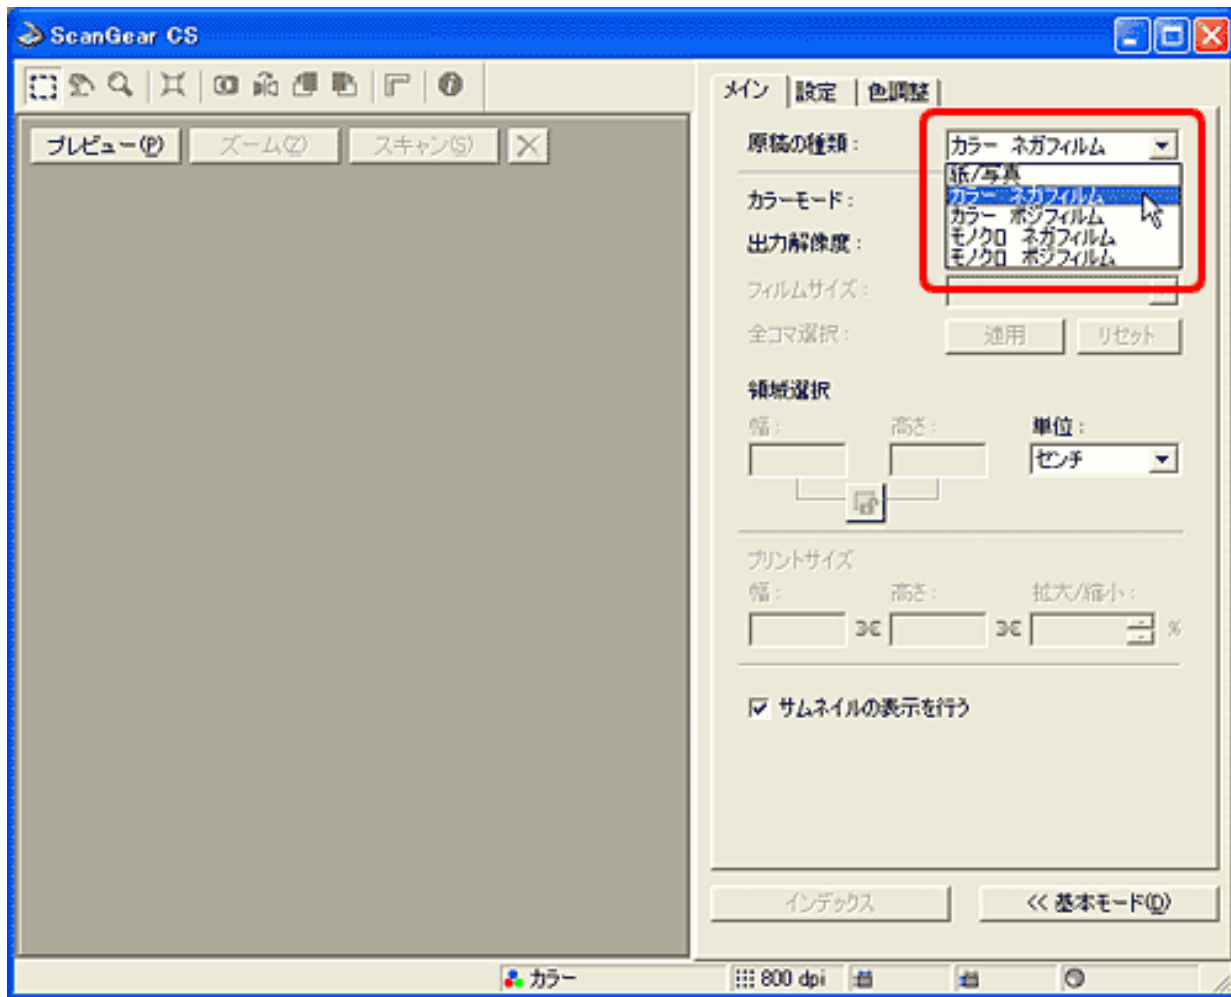 ScanGear CS
メイン 設定 色調整
プレビュー(P) ズーム(Z) スキャン(S)
原稿の種類： カラー ネガフィルム
紙/写真
カラー ネガフィルム
カラー ポジフィルム
モノクロ ネガフィルム
モノクロ ポジフィルム
カラーモード：
出力解像度：
フィルムサイズ：
全コマ選択： 適用 リセット
領域選択
幅： 高さ： 単位：
センチ
プリントサイズ
幅： 高さ： 拡大/縮小：
%
サムネイルの表示を行う
インデックス << 基本モード(D)
カラー 800 dpi